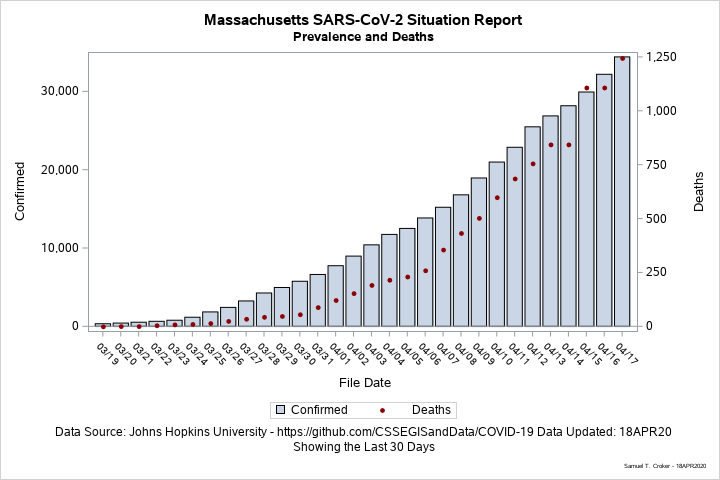 Massachusetts SARS-CoV-2 Situation Report
Prevalence and Deaths
Confirmed
30,000
20,000
10,000
0
1,250
1,000
750
500
250
0
Deaths
03/19 03/20 03/21 03/22 03/23 03/24 03/25 03/26 03/27 03/28 03/29 03/30 03/31 04/01 04/02 04/03 04/04 04/05 04/06 04/07 04/08 04/09 04/10 04/11 04/12 04/13 04/14 04/15 04/16 04/17
File Date
Confirmed Deaths
Data Source: Johns Hopkins University - https://github.com/CSSEGISandData/COVID-19 Data Updated: 18APR20
Showing the Last 30 Days
Samuel T. Croker - 18APR2020